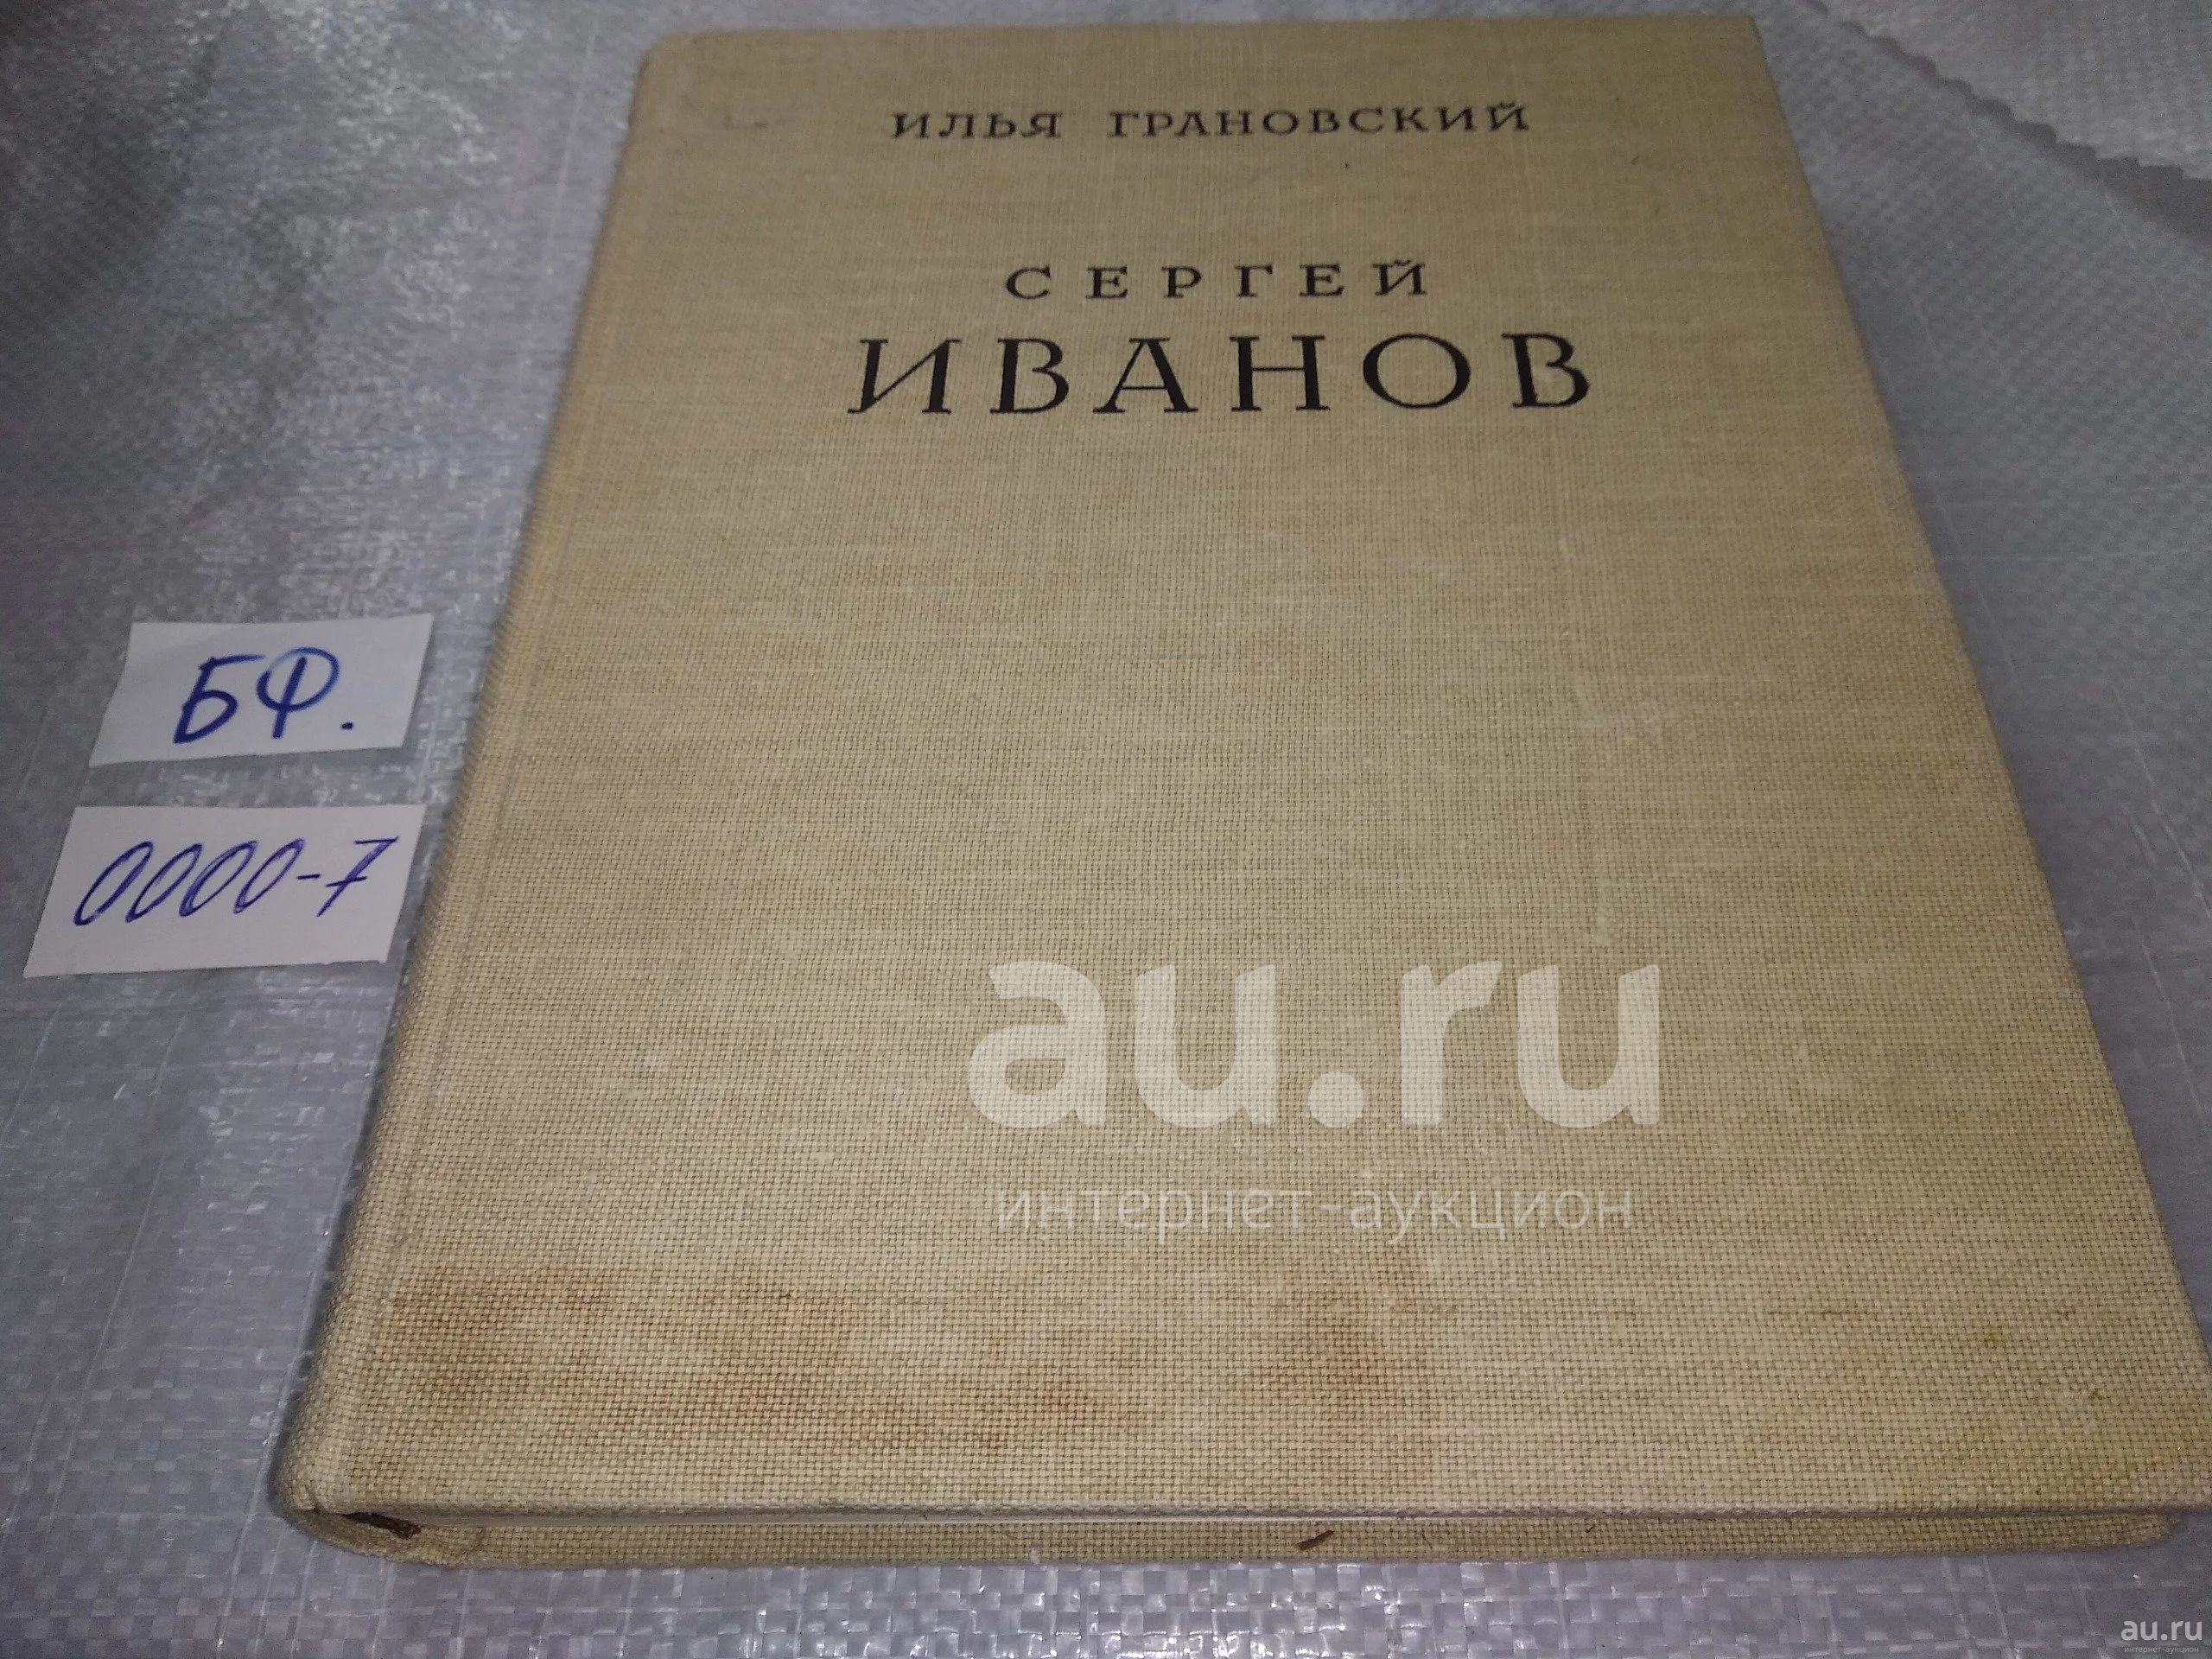 ИЛЬЯ ГРАНОВСКИЙ
СЕРГЕЙ
ИВАНОВ
БФ.
0000-7
au.ru
интернет-аукцион
au.ru
интернет-аукцион